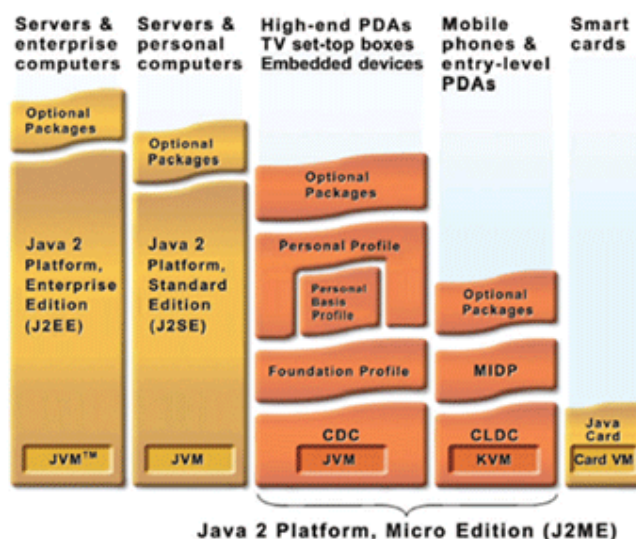 Servers &
enterprise
computers
Servers &
personal
computers
High-end PDAs
TV set-top boxes
Embedded devices
Mobile
phones &
entry-level
PDAs
Smart
cards
Optional
Packages
Java 2
Platform,
Enterprise
Edition
(J2EE)
JVM™
Optional
Packages
Java 2
Platform,
Standard
Edition
(J2SE)
JVM
Optional
Packages
Personal Profile
Personal
Basis
Profile
Foundation Profile
CDC
JVM
Optional
Packages
MIDP
CLDC
KVM
Java
Card
Card VM
Java 2 Platform, Micro Edition (J2ME)